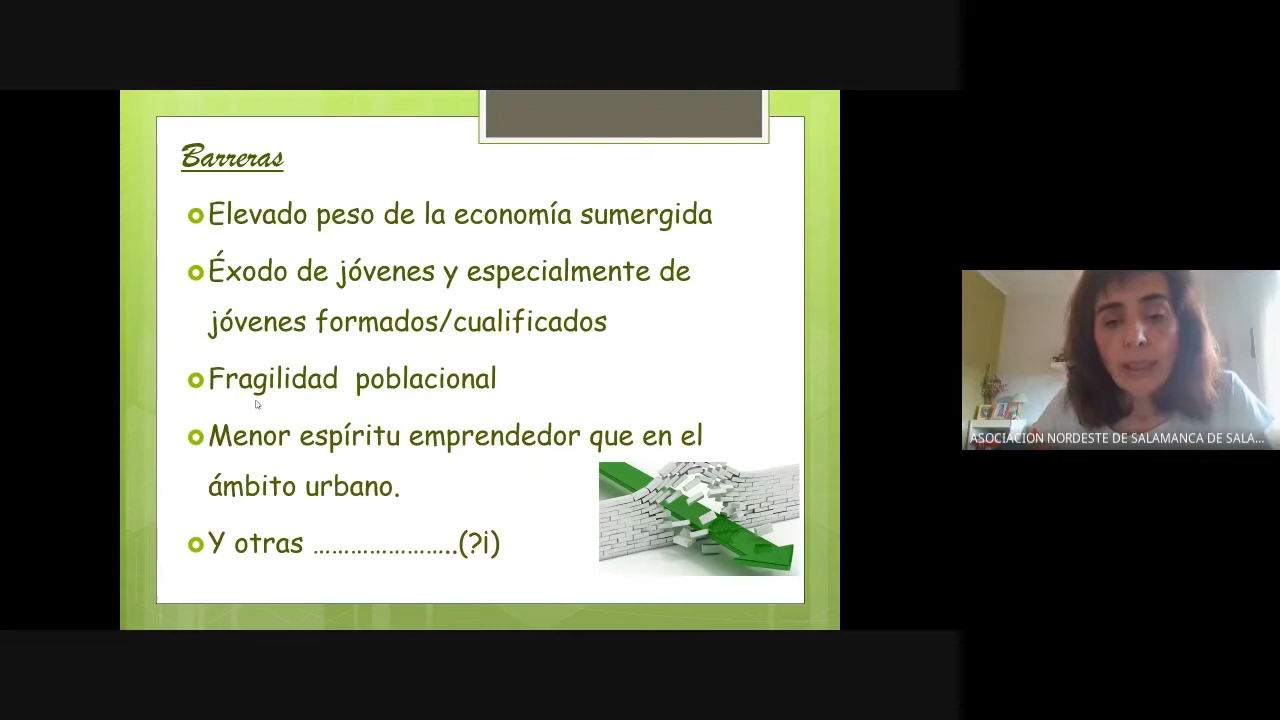 Barreras
Elevado peso de la economía sumergida
Éxodo de jóvenes y especialmente de
jóvenes formados/cualificados
Fragilidad poblacional
Menor espíritu emprendedor que en el
ámbito urbano.
Y otras …………………..(?i)
ASOCIACION NORDESTE DE SALAMANCA DE SALA...